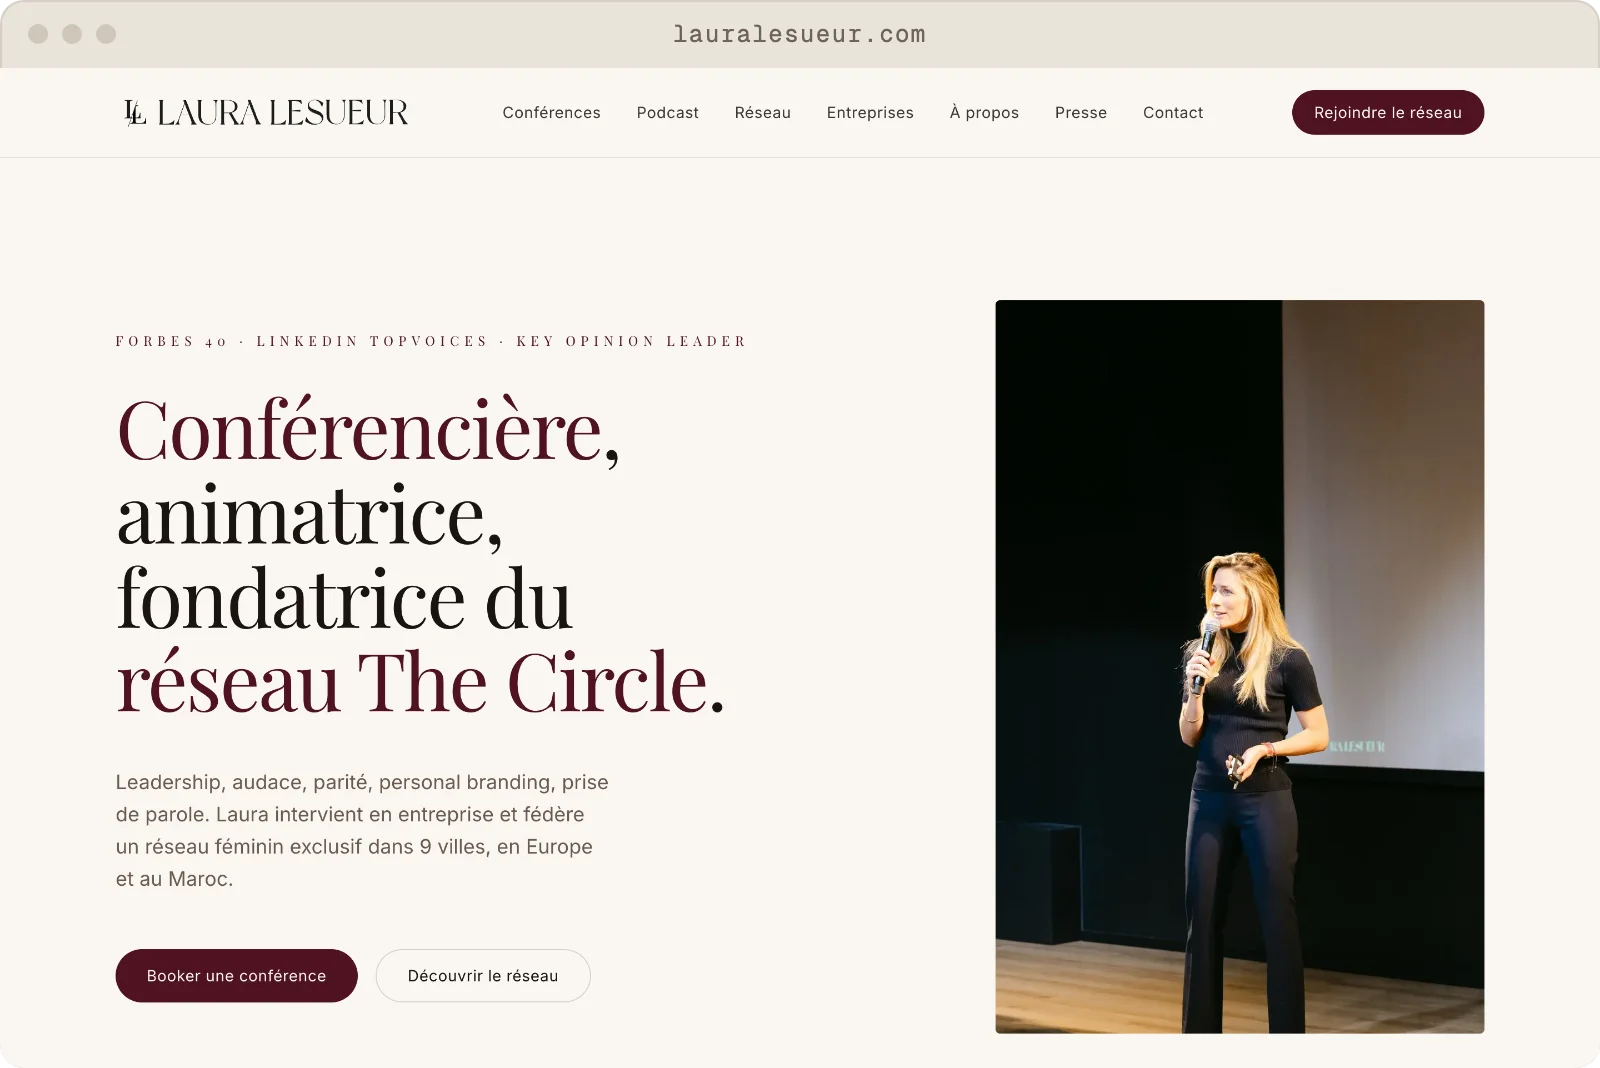 lauralesueur.com
LL LAURA LESUEUR
Conférences Podcast Réseau Entreprises À propos Presse Contact
Rejoindre le réseau
FORBES 40 · LINKEDIN TOPVOICES · KEY OPINION LEADER
Conférencière,
animatrice,
fondatrice du
réseau The Circle.
Leadership, audace, parité, personal branding, prise
de parole. Laura intervient en entreprise et fédère
un réseau féminin exclusif dans 9 villes, en Europe
et au Maroc.
Booker une conférence
Découvrir le réseau